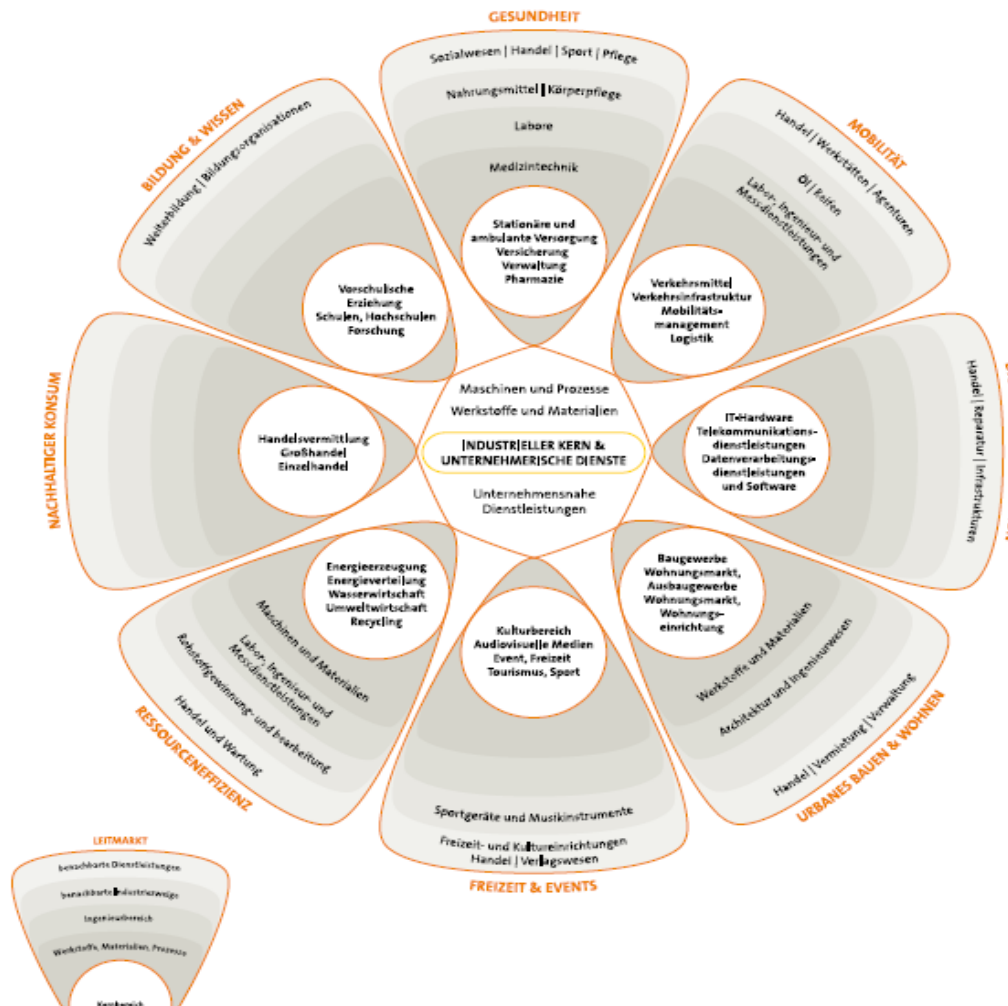 GESUNDHEIT
Sozialwesen | Handel | Sport | Pflege
Nahrungsmittel | Körperpflege
Labore
Medizintechnik
Stationäre und
ambulante Versorgung
Versicherung
Verwaltung
Pharmazie
MOBILITÄT
Handel | Werkstätten | Agenturen
Öl | Reifen
Labor-, Ingenieur- und
Messdienstleistungen
Verkehrsmittel
Verkehrsinfrastruktur
Mobilitäts-
management
Logistik
Handel | Reparatur | Infrastrukturen
IT-Hardware
Telekommunikations-
dienstleistungen
Datenverarbeitungs-
dienstleistungen
und Software
URBANES BAUEN & WOHNEN
Handel | Vermietung | Verwaltung
Architektur und Ingenieurwesen
Werkstoffe und Materialien
Baugewerbe
Wohnungsmarkt,
Ausbaugewerbe
Wohnungsmarkt,
Wohnungs-
einrichtung
FREIZEIT & EVENTS
Freizeit- und Kultureinrichtungen
Handel | Verlagswesen
Sportgeräte und Musikinstrumente
Kulturbereich
Audiovisuelle Medien
Event, Freizeit
Tourismus, Sport
RESSOURCENEFFIZIENZ
Handel und Wartung
Rohstoffgewinnung- und bearbeitung
Labor-, Ingenieur- und
Messdienstleistungen
Maschinen und Materialien
Energieerzeugung
Energieverteilung
Wasserwirtschaft
Umweltwirtschaft
Recycling
NACHHALTIGER KONSUM
Handelsvermittlung
Großhandel
Einzelhandel
BILDUNG & WISSEN
Weiterbildung | Bildungsorganisationen
Vorschulische
Erziehung
Schulen, Hochschulen
Forschung
Maschinen und Prozesse
Werkstoffe und Materialien
INDUSTRIELLER KERN &
UNTERNEHMERISCHE DIENSTE
Unternehmensnahe
Dienstleistungen
LEITMARKT
benachbarte Dienstleistungen
benachbarte Industriezweige
Ingenieurbereich
Werkstoffe, Materialien, Prozesse
Kernbereich